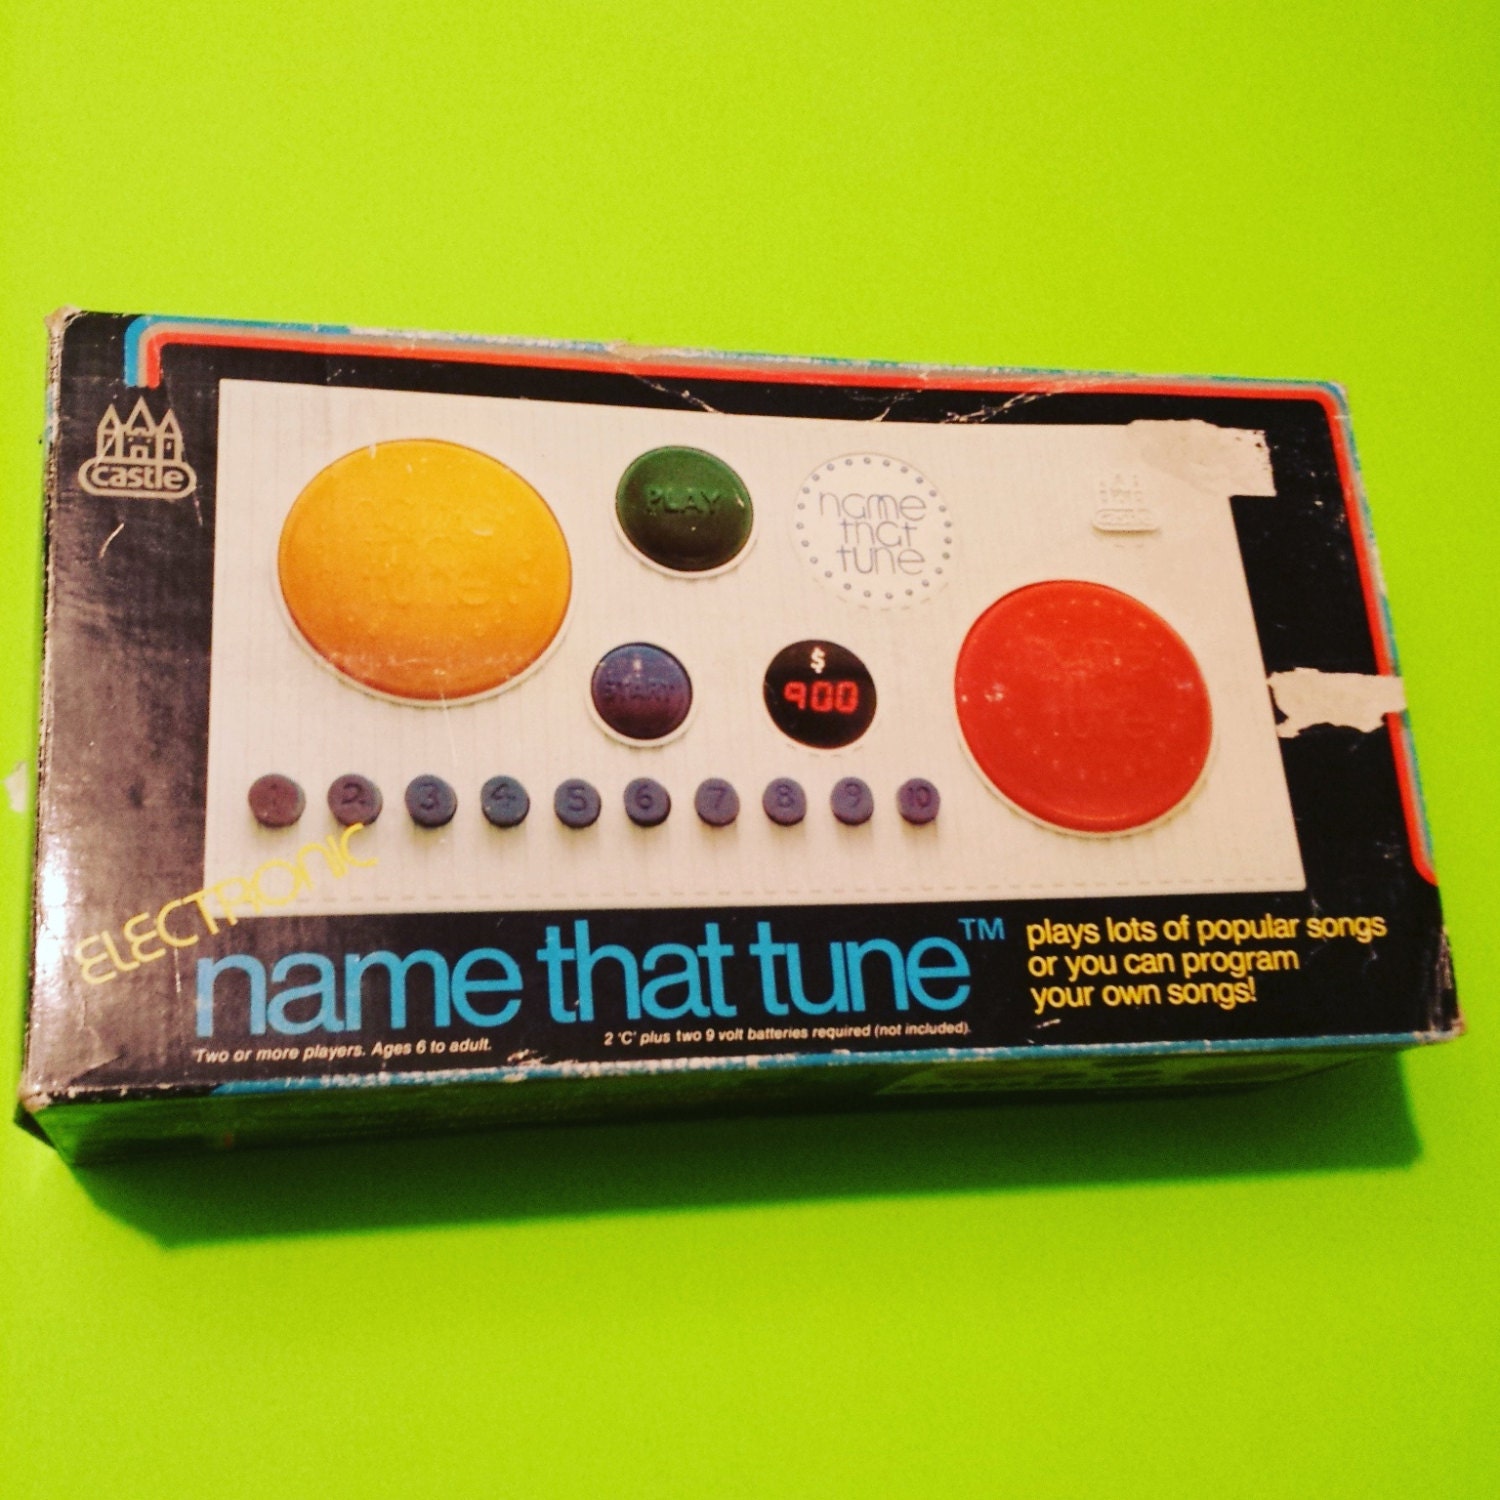 castle
PLAY
name
that
tune
START
$
900
1 2 3 4 5 6 7 8 9 10
ELECTRONIC
name that tune™
plays lots of popular songs
or you can program
your own songs!
Two or more players. Ages 6 to adult.
2 'C' plus two 9 volt batteries required (not included).